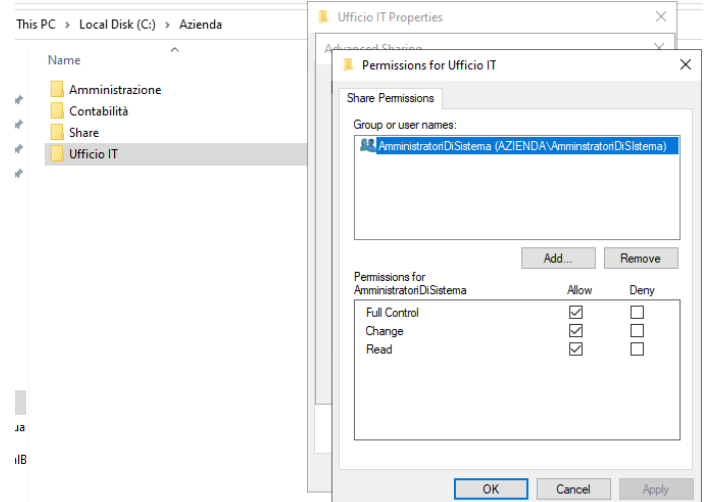 This PC > Local Disk (C:) > Azienda
Name
Amministrazione
Contabilità
Share
Ufficio IT
Ufficio IT Properties
Advanced Sharing
Permissions for Ufficio IT
Share Permissions
Group or user names:
AmministratoriDiSistema (AZIENDA\AmminstratoriDiSIstema)
Add...
Remove
Permissions for
AmministratoriDiSistema
Allow
Deny
Full Control
Change
Read
OK
Cancel
Apply